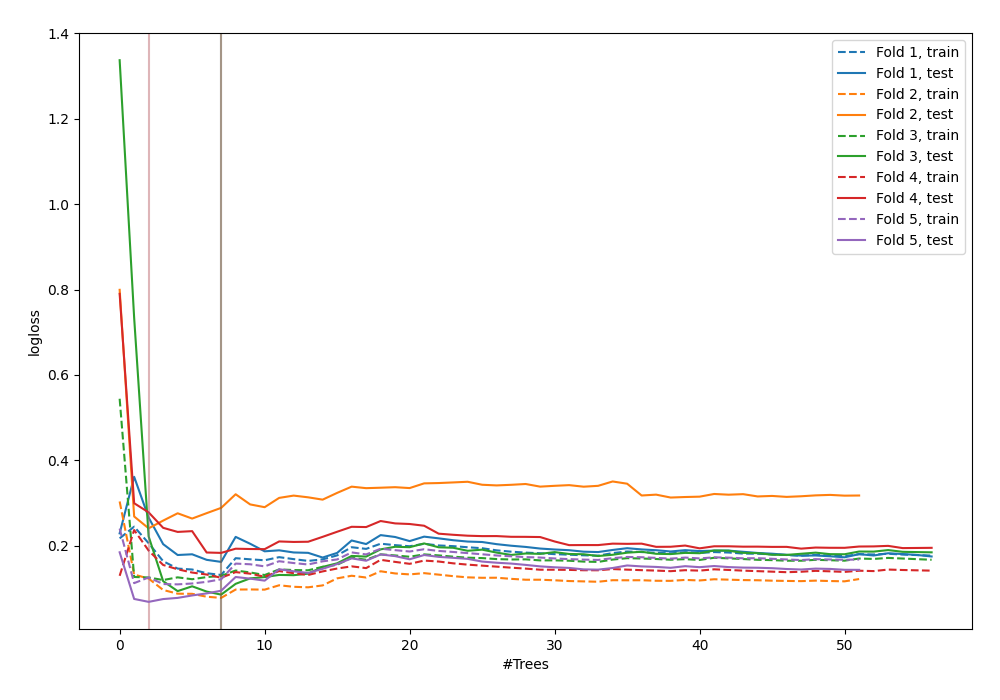 1.4
1.2
1.0
0.8
0.6
0.4
0.2
logloss
0
10
20
30
40
50
#Trees
Fold 1, train
Fold 1, test
Fold 2, train
Fold 2, test
Fold 3, train
Fold 3, test
Fold 4, train
Fold 4, test
Fold 5, train
Fold 5, test